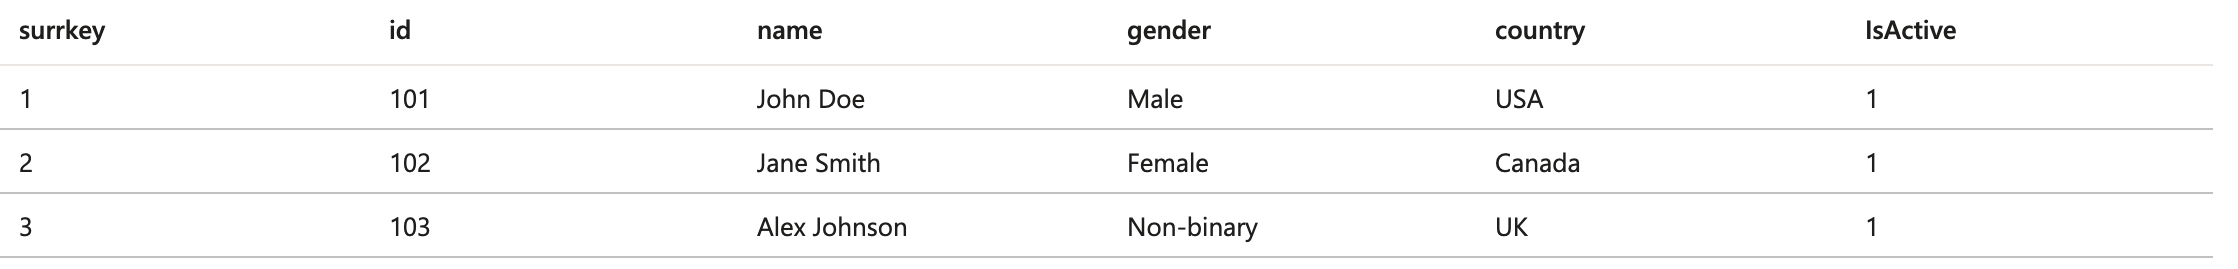 surrkey id name gender country IsActive
1 101 John Doe Male USA 1
2 102 Jane Smith Female Canada 1
3 103 Alex Johnson Non-binary UK 1